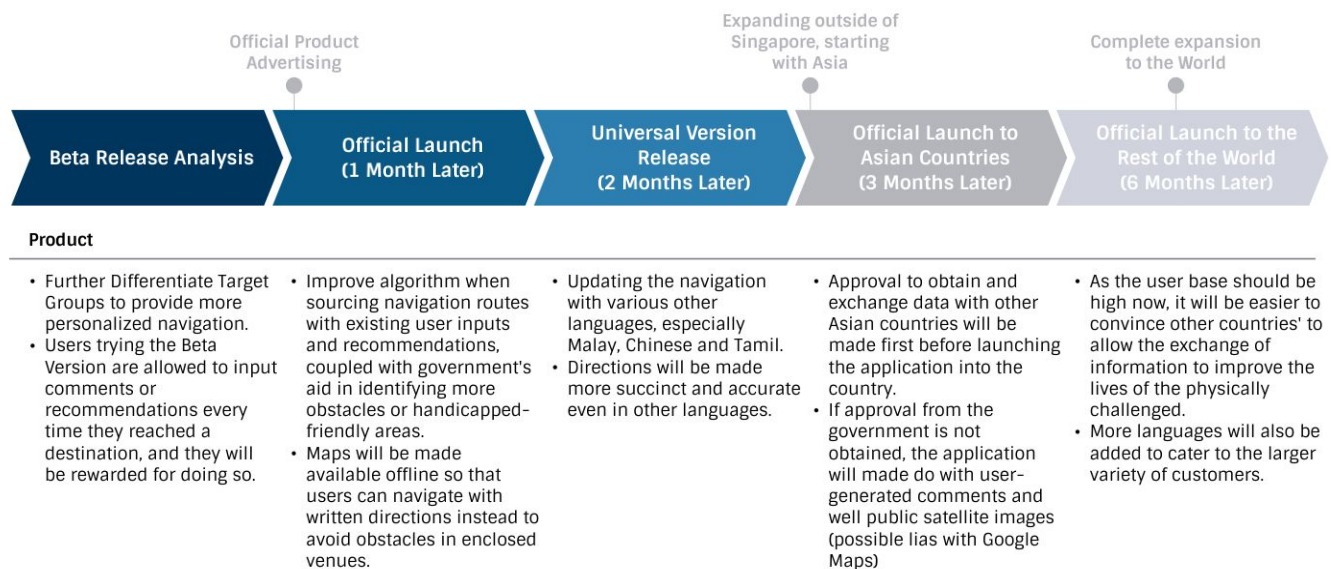 Official Product
Advertising
Expanding outside of
Singapore, starting
with Asia
Complete expansion
to the World
Beta Release Analysis
Official Launch
(1 Month Later)
Universal Version
Release
(2 Months Later)
Official Launch to
Asian Countries
(3 Months Later)
Official Launch to the
Rest of the World
(6 Months Later)
Product
• Further Differentiate Target
Groups to provide more
personalized navigation.
• Users trying the Beta
Version are allowed to input
comments or
recommendations every
time they reached a
destination, and they will
be rewarded for doing so.
• Improve algorithm when
sourcing navigation routes
with existing user inputs
and recommendations,
coupled with government's
aid in identifying more
obstacles or handicapped-
friendly areas.
• Maps will be made
available offline so that
users can navigate with
written directions instead to
avoid obstacles in enclosed
venues.
• Updating the navigation
with various other
languages, especially
Malay, Chinese and Tamil.
• Directions will be made
more succinct and accurate
even in other languages.
• Approval to obtain and
exchange data with other
Asian countries will be
made first before launching
the application into the
country.
• If approval from the
government is not
obtained, the application
will made do with user-
generated comments and
well public satellite images
(possible lias with Google
Maps)
• As the user base should be
high now, it will be easier to
convince other countries' to
allow the exchange of
information to improve the
lives of the physically
challenged.
• More languages will also be
added to cater to the larger
variety of customers.